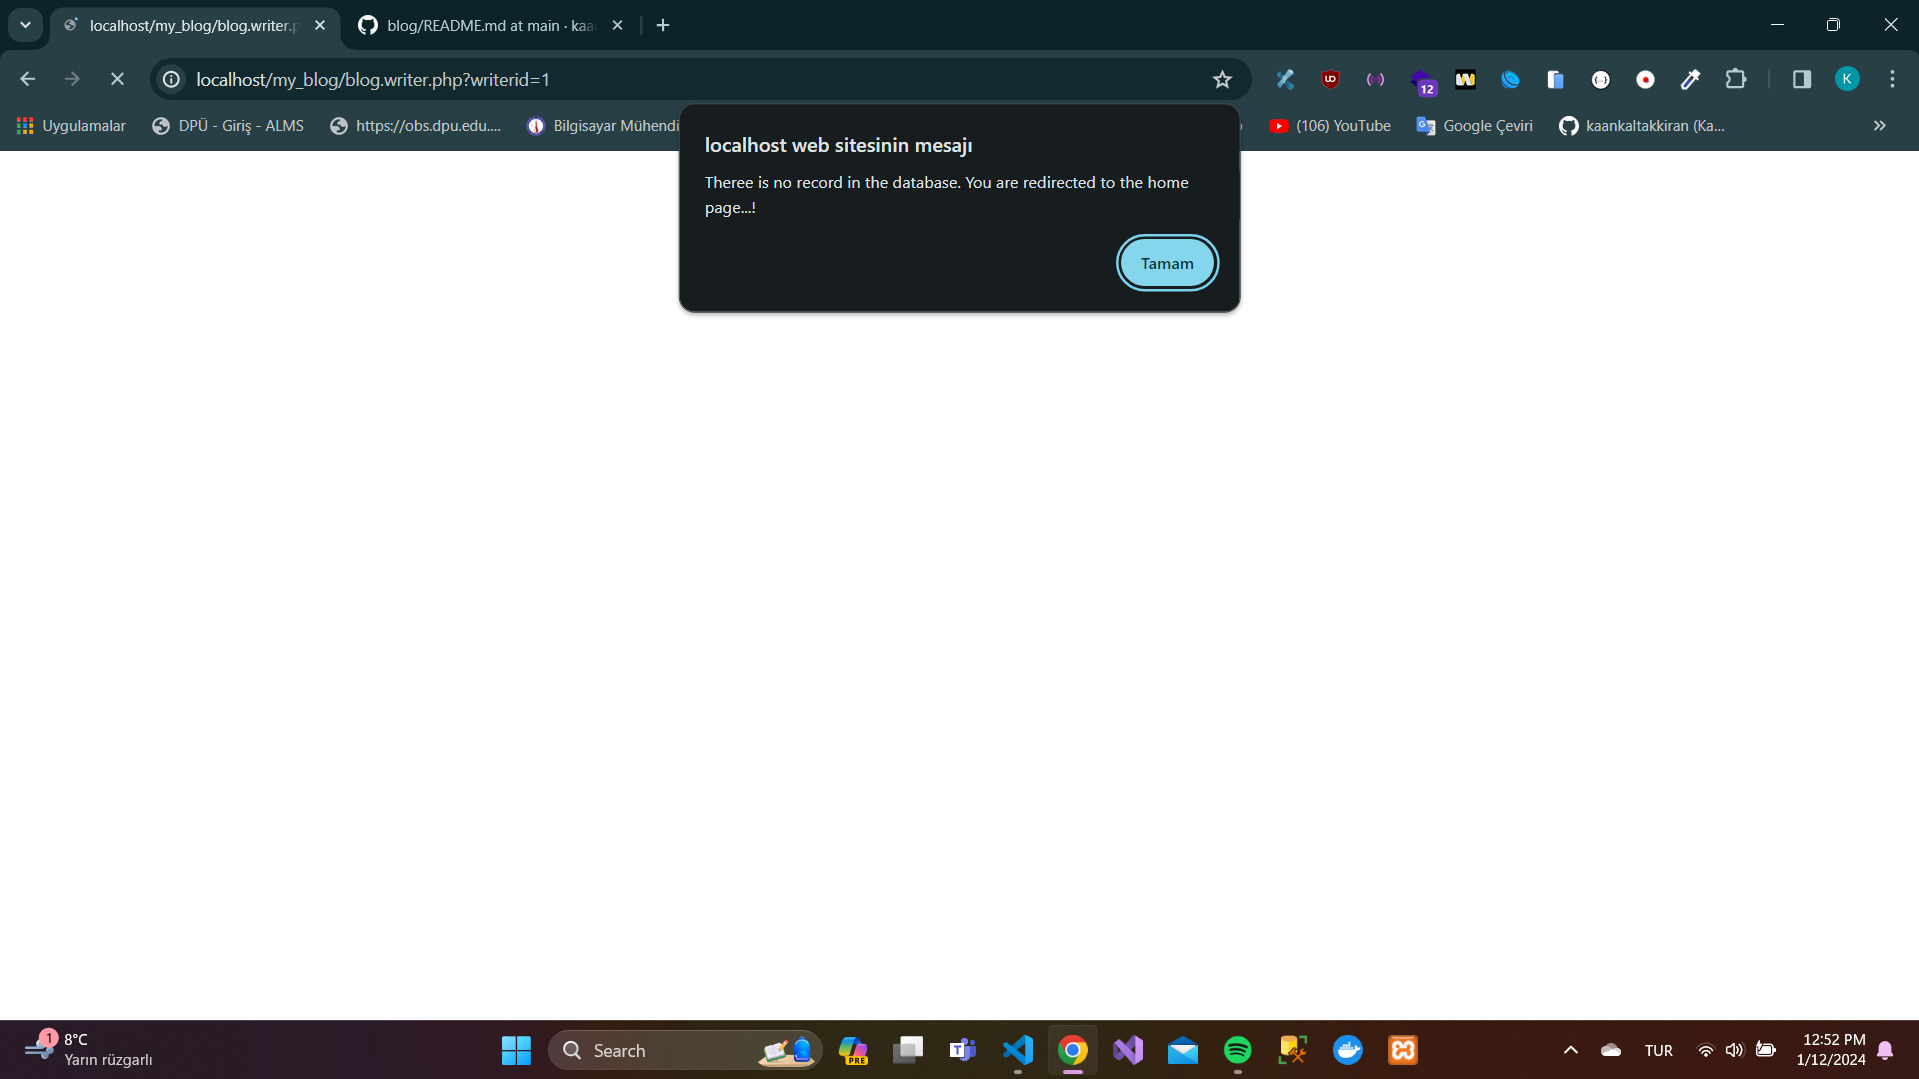 localhost/my_blog/blog.writer.p
blog/README.md at main · kaa
localhost/my_blog/blog.writer.php?writerid=1
12
K
Uygulamalar
DPÜ - Giriş - ALMS
https://obs.dpu.edu....
Bilgisayar Mühendi
(106) YouTube
Google Çeviri
kaankaltakkiran (Ka...
localhost web sitesinin mesajı
Theree is no record in the database. You are redirected to the home
page...!
Tamam
1
8°C
Yarın rüzgarlı
Search
PRE
TUR
12:52 PM
1/12/2024